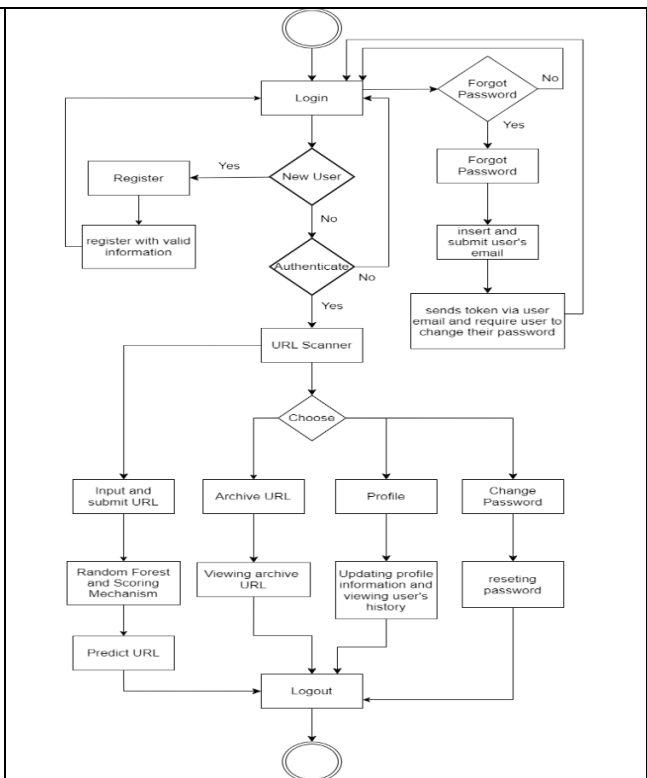 Login
Forgot
Password
No
Yes
Forgot
Password
insert and
submit user's
email
sends token via user
email and require user to
change their password
New User
Yes
Register
register with valid
information
No
Authenticate
No
Yes
URL Scanner
Choose
Input and
submit URL
Archive URL
Profile
Change
Password
Random Forest
and Scoring
Mechanism
Viewing archive
URL
Updating profile
information and
viewing user's
history
reseting
password
Predict URL
Logout